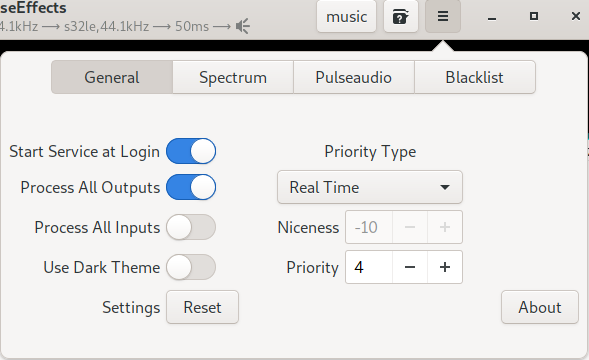 seEffects
4.1kHz ⟶ s32le,44.1kHz ⟶ 50ms ⟶
music
General Spectrum Pulseaudio Blacklist
Start Service at Login Priority Type
Process All Outputs Real Time
Process All Inputs Niceness -10 − +
Use Dark Theme Priority 4 − +
Settings Reset About